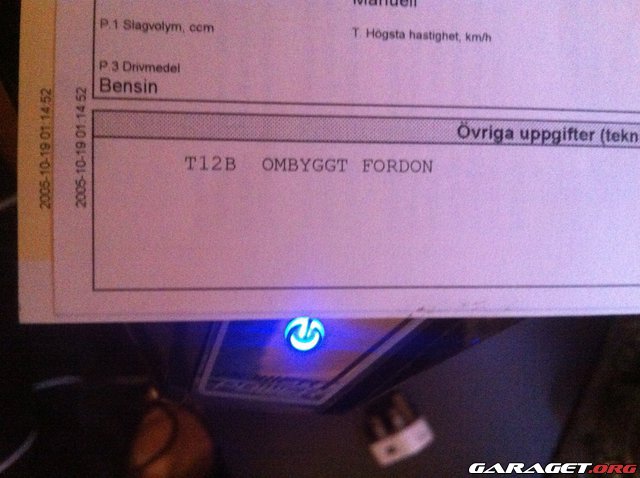 Manuell
P.1 Slagvolym, ccm
T. Högsta hastighet, km/h
P.3 Drivmedel
Bensin
2005-10-19 01:14:52
2005-10-19 01:14:52
Övriga uppgifter (tekn
T12B OMBYGGT FORDON
GARAGET.ORG